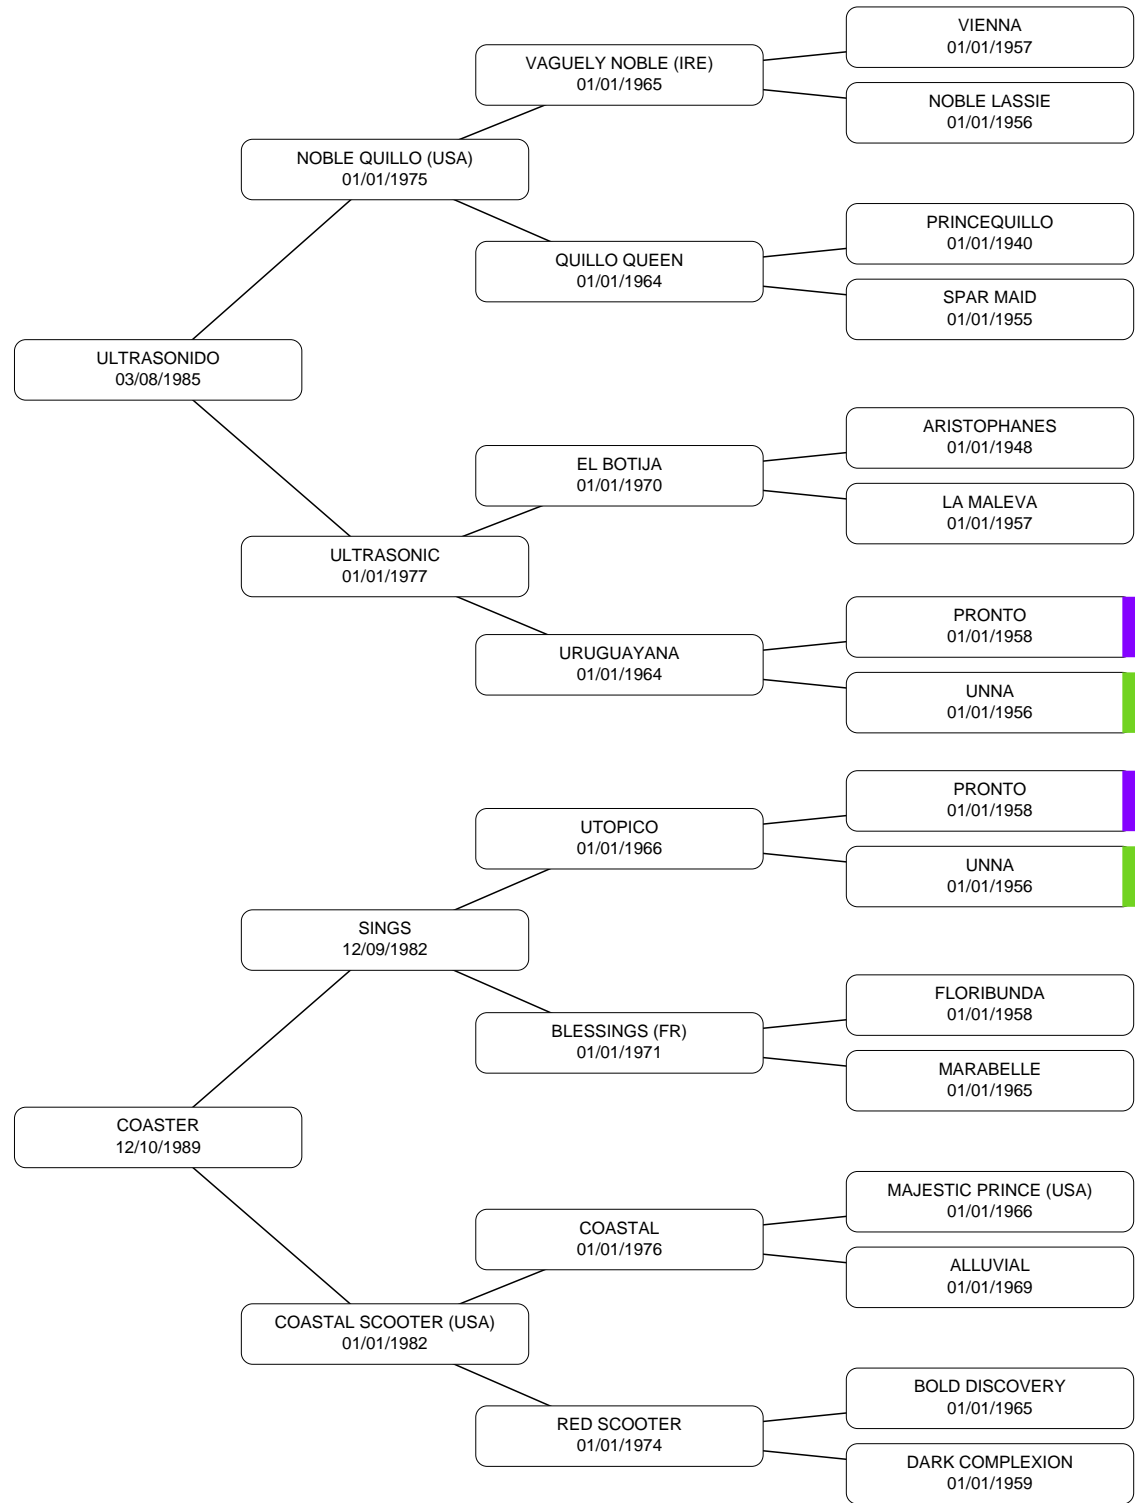 VIENNA
01/01/1957
VAGUELY NOBLE (IRE)
01/01/1965
NOBLE LASSIE
01/01/1956
NOBLE QUILLO (USA)
01/01/1975
PRINCEQUILLO
01/01/1940
QUILLO QUEEN
01/01/1964
SPAR MAID
01/01/1955
ULTRASONIDO
03/08/1985
ARISTOPHANES
01/01/1948
EL BOTIJA
01/01/1970
LA MALEVA
01/01/1957
ULTRASONIC
01/01/1977
PRONTO
01/01/1958
URUGUAYANA
01/01/1964
UNNA
01/01/1956
PRONTO
01/01/1958
UTOPICO
01/01/1966
UNNA
01/01/1956
SINGS
12/09/1982
FLORIBUNDA
01/01/1958
BLESSINGS (FR)
01/01/1971
MARABELLE
01/01/1965
COASTER
12/10/1989
MAJESTIC PRINCE (USA)
01/01/1966
COASTAL
01/01/1976
ALLUVIAL
01/01/1969
COASTAL SCOOTER (USA)
01/01/1982
BOLD DISCOVERY
01/01/1965
RED SCOOTER
01/01/1974
DARK COMPLEXION
01/01/1959